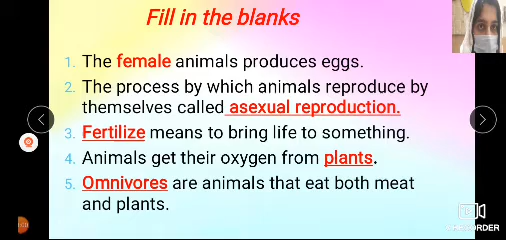 Fill in the blanks
1. The female animals produces eggs.
2. The process by which animals reproduce by
themselves called asexual reproduction.
3. Fertilize means to bring life to something.
4. Animals get their oxygen from plants.
5. Omnivores are animals that eat both meat
and plants.